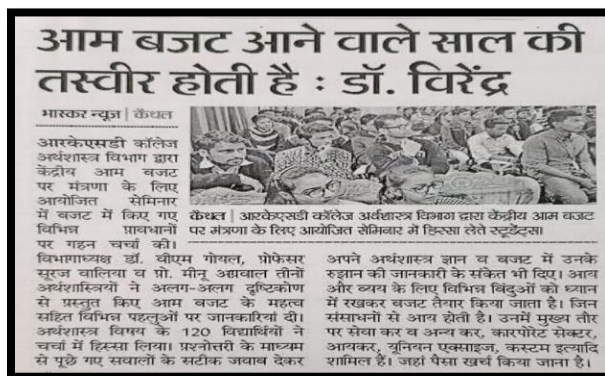 आम बजट आने वाले साल की
तस्वीर होती है : डॉ. विरेंद्र
भास्कर न्यूज | कैथल
आरकेएसडी कॉलेज
अर्थशास्त्र विभाग द्वारा
केंद्रीय आम बजट
पर मंत्रणा के लिए
आयोजित सेमिनार
में बजट में किए गए
विभिन्न प्रावधानों
पर गहन चर्चा की।
विभागाध्यक्ष डॉ. वीएम गोयल, प्रोफेसर
सूरज वालिया व प्रो. मीनू अग्रवाल तीनों
अर्थशास्त्रियों ने अलग-अलग दृष्टिकोण
से प्रस्तुत किए आम बजट के महत्व
सहित विभिन्न पहलुओं पर जानकारियां दी।
अर्थशास्त्र विषय के 120 विद्यार्थियों ने
चर्चा में हिस्सा लिया। प्रश्नोत्तरी के माध्यम
से पूछे गए सवालों के सटीक जवाब देकर
कैथल | आरकेएसडी कॉलेज अर्थशास्त्र विभाग द्वारा केंद्रीय आम बजट
पर मंत्रणा के लिए आयोजित सेमिनार में हिस्सा लेते स्टूडेंट्स।
अपने अर्थशास्त्र ज्ञान व बजट में उनके
रुझान की जानकारी के संकेत भी दिए। आय
और व्यय के लिए विभिन्न बिंदुओं को ध्यान
में रखकर बजट तैयार किया जाता है। जिन
संसाधनों से आय होती है। उनमें मुख्य तौर
पर सेवा कर व अन्य कर, कारपोरेट सेक्टर,
आयकर, यूनियन एक्साइज, कस्टम इत्यादि
शामिल हैं। जहां पैसा खर्च किया जाना है।